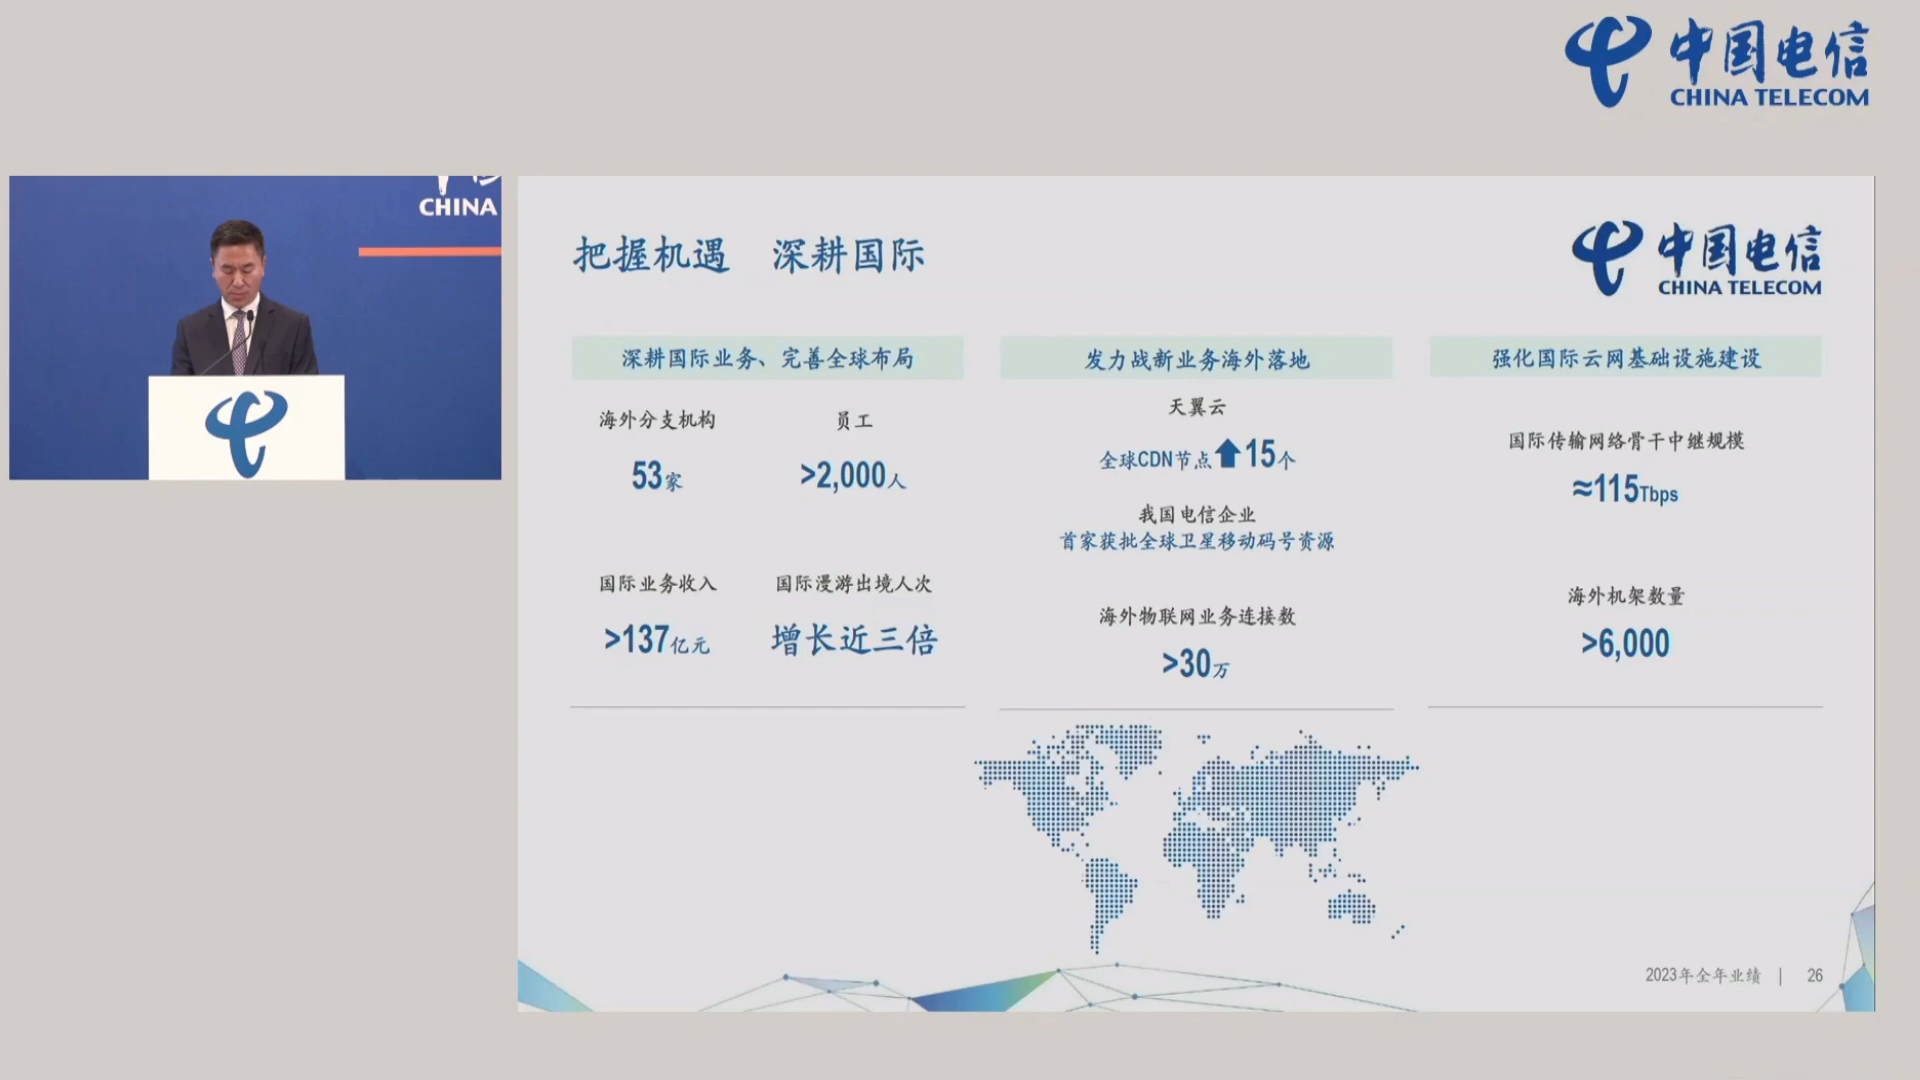 中国电信
CHINA TELECOM
CHINA
把握机遇 深耕国际
中国电信
CHINA TELECOM
深耕国际业务、完善全球布局
海外分支机构 员工
53家 >2,000人
国际业务收入 国际漫游出境人次
>137亿元 增长近三倍
发力战新业务海外落地
天翼云
全球CDN节点 15个
我国电信企业
首家获批全球卫星移动码号资源
海外物联网业务连接数
>30万
强化国际云网基础设施建设
国际传输网络骨干中继规模
≈115Tbps
海外机架数量
>6,000
2023年全年业绩 | 26